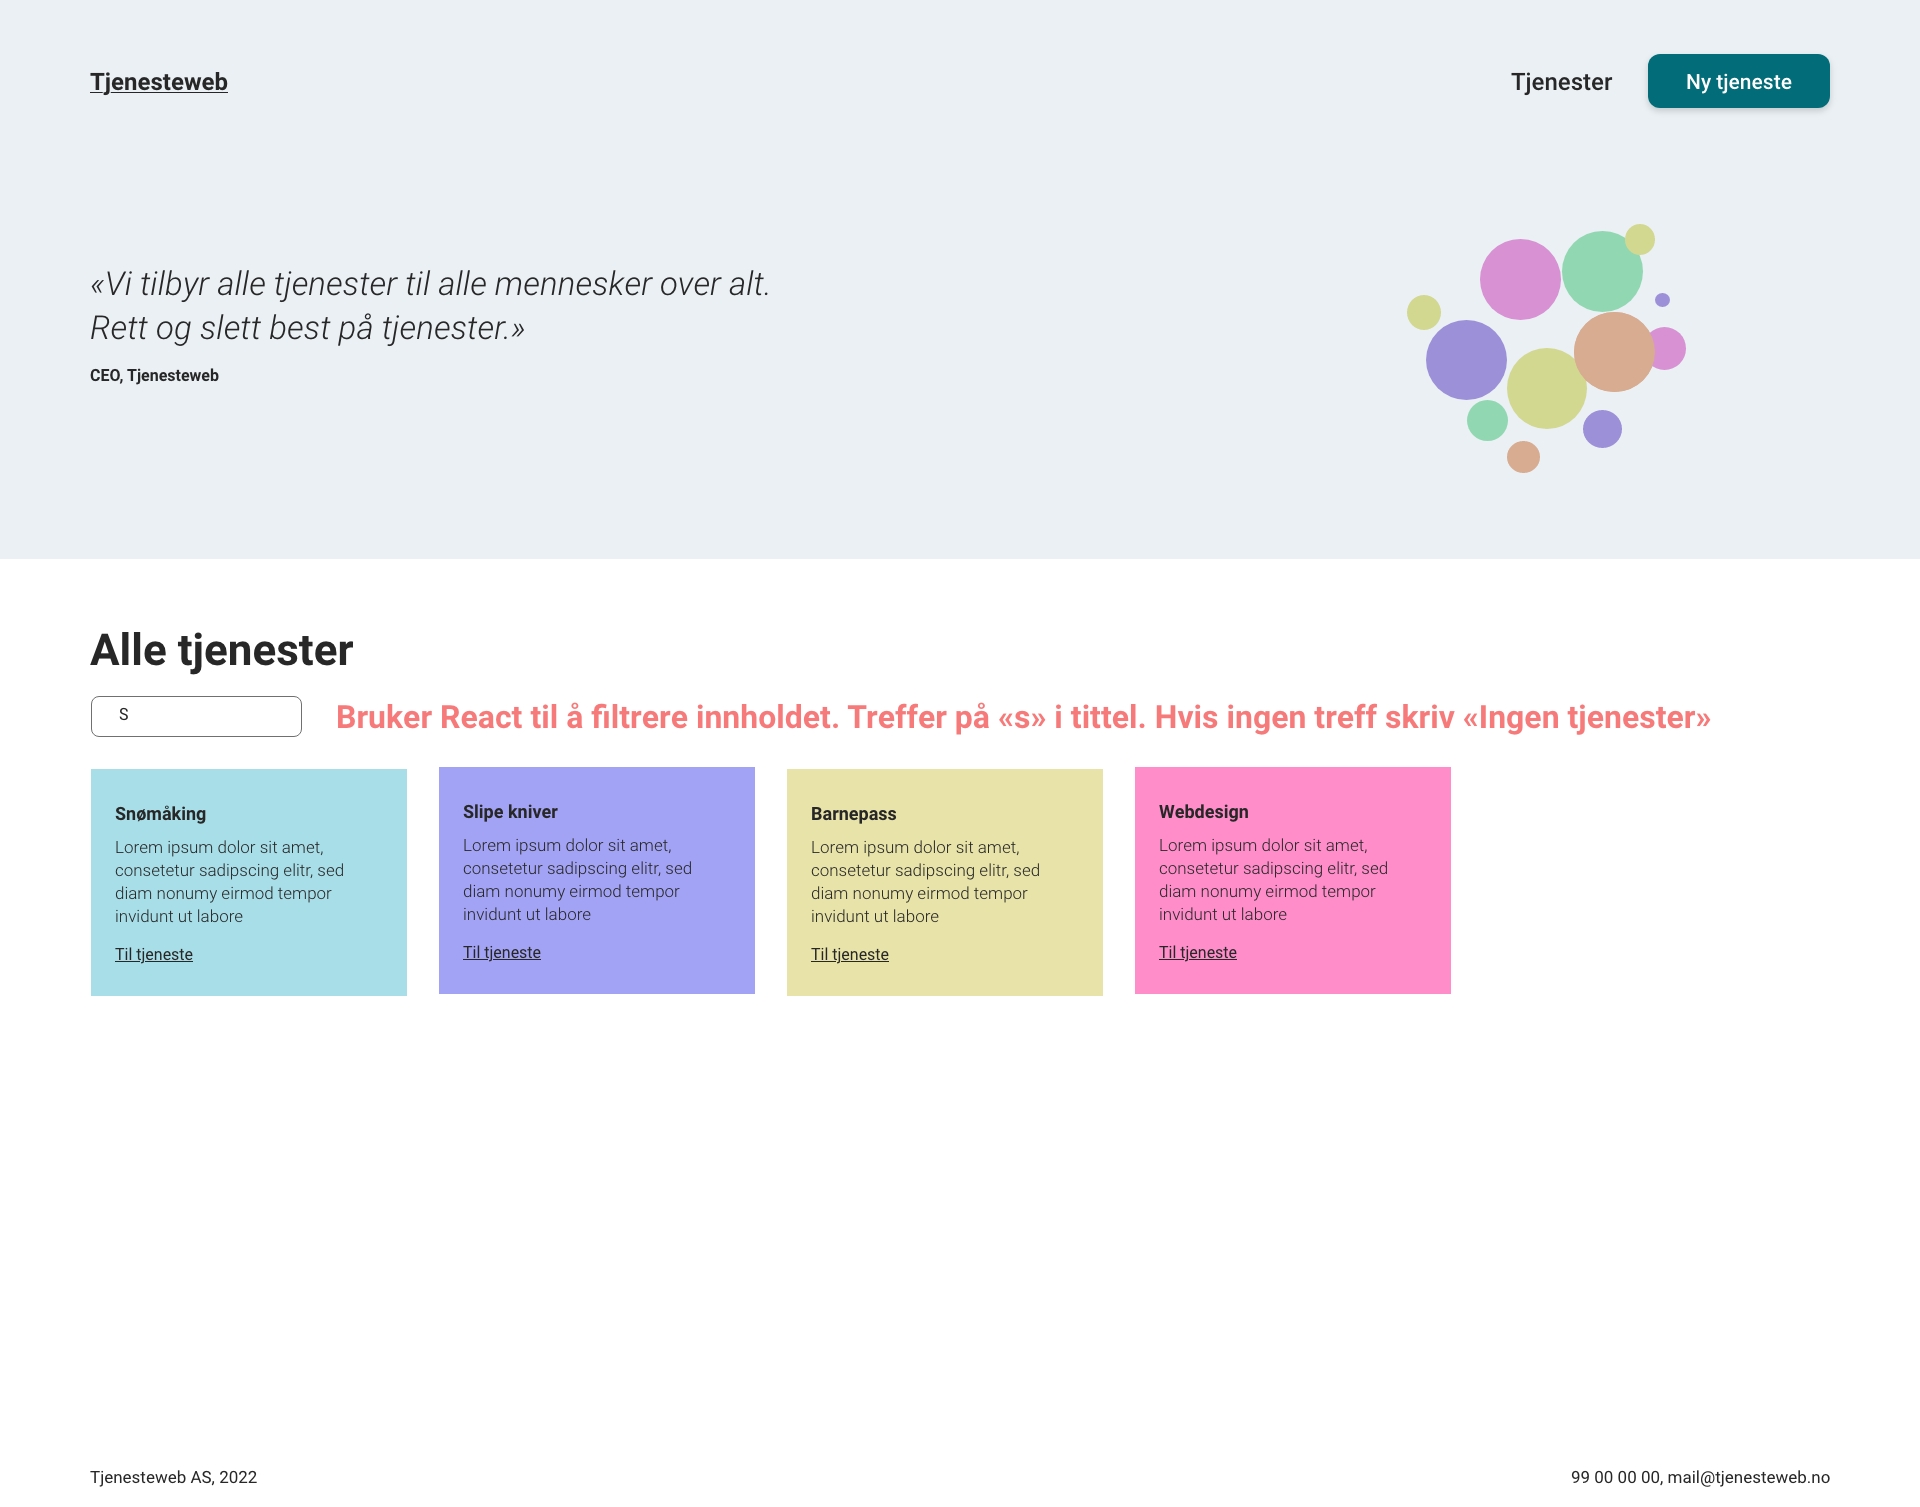 Tjenesteweb
Tjenester
Ny tjeneste
«Vi tilbyr alle tjenester til alle mennesker over alt.
Rett og slett best på tjenester.»
CEO, Tjenesteweb
Alle tjenester
S
Bruker React til å filtrere innholdet. Treffer på «s» i tittel. Hvis ingen treff skriv «Ingen tjenester»
Snømåking
Lorem ipsum dolor sit amet,
consetetur sadipscing elitr, sed
diam nonumy eirmod tempor
invidunt ut labore
Til tjeneste
Slipe kniver
Lorem ipsum dolor sit amet,
consetetur sadipscing elitr, sed
diam nonumy eirmod tempor
invidunt ut labore
Til tjeneste
Barnepass
Lorem ipsum dolor sit amet,
consetetur sadipscing elitr, sed
diam nonumy eirmod tempor
invidunt ut labore
Til tjeneste
Webdesign
Lorem ipsum dolor sit amet,
consetetur sadipscing elitr, sed
diam nonumy eirmod tempor
invidunt ut labore
Til tjeneste
Tjenesteweb AS, 2022
99 00 00 00, mail@tjenesteweb.no